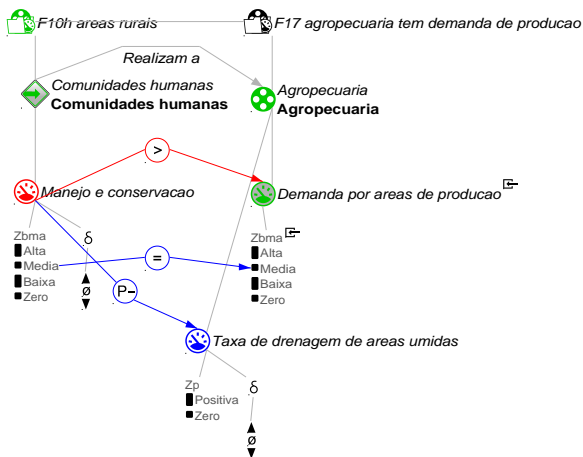 F10h areas rurais
F17 agropecuaria tem demanda de producao
Realizam a
Comunidades humanas
Comunidades humanas
Agropecuaria
Agropecuaria
>
Manejo e conservacao
Demanda por areas de producao
Zbma
Alta
Media
Baixa
Zero
δ
ø
=
Zbma
Alta
Media
Baixa
Zero
P–
Taxa de drenagem de areas umidas
Zp
Positiva
Zero
δ
ø